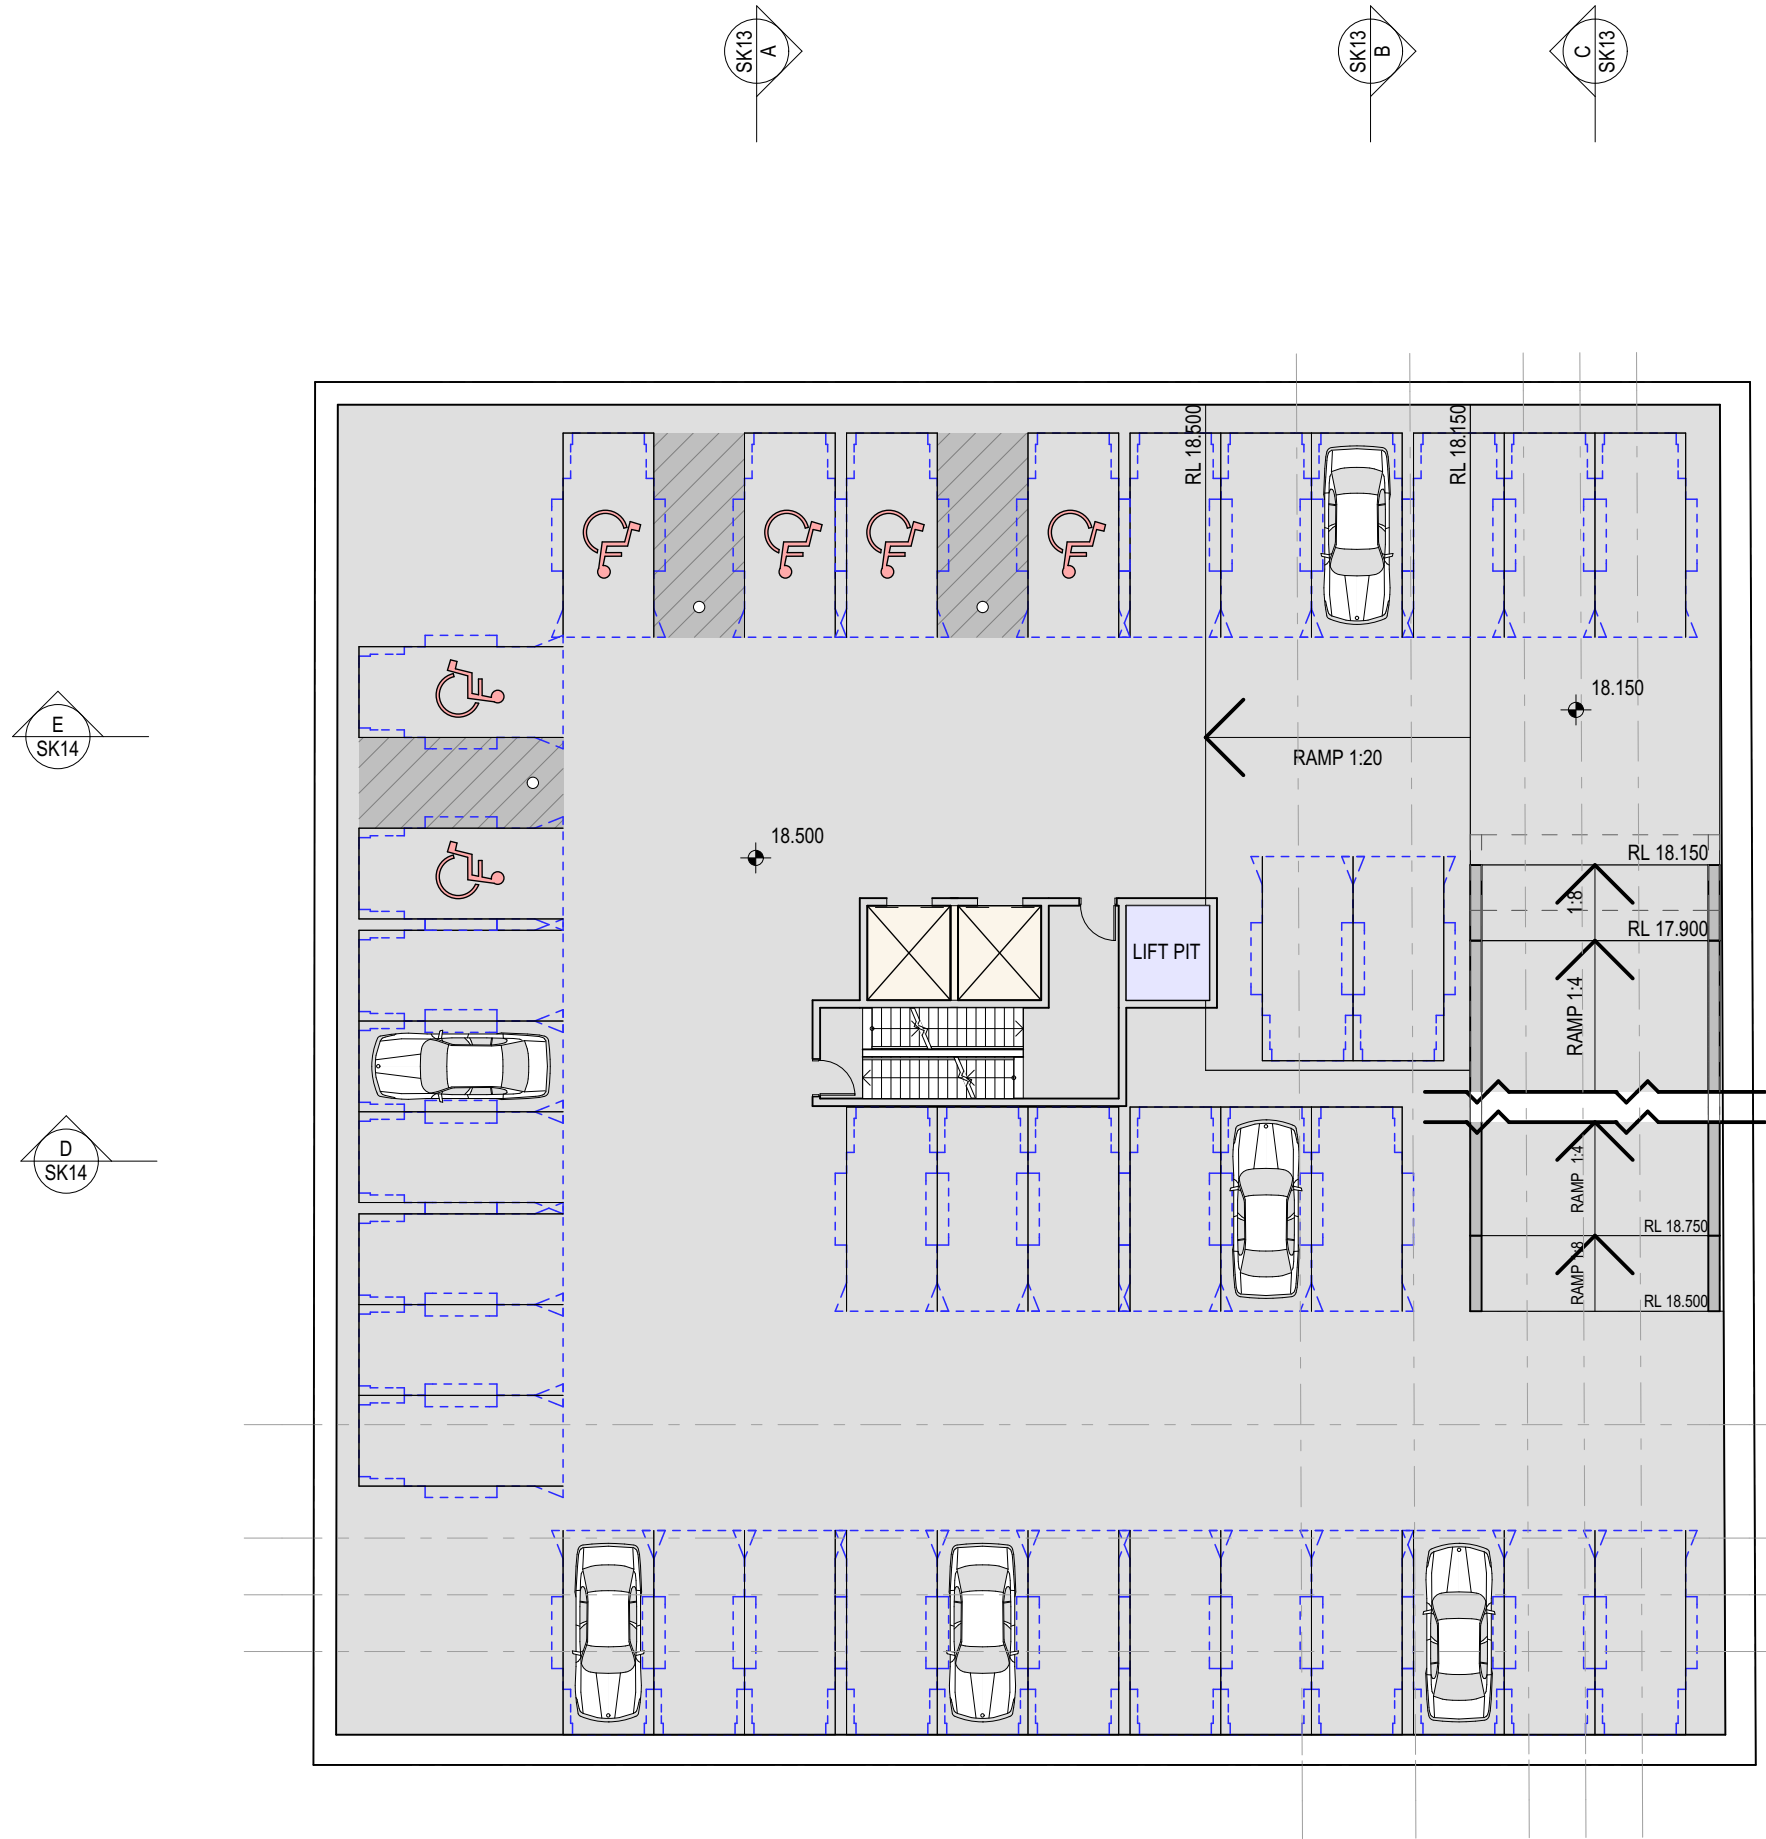 SK13
A
SK13
B
C
SK13
RL 18.500
RL 18.150
E
SK14
18.150
RAMP 1:20
18.500
RL 18.150
1:8
RL 17.900
LIFT PIT
RAMP 1:4
D
SK14
RAMP 1:4
RL 18.750
RAMP 1:8
RL 18.500